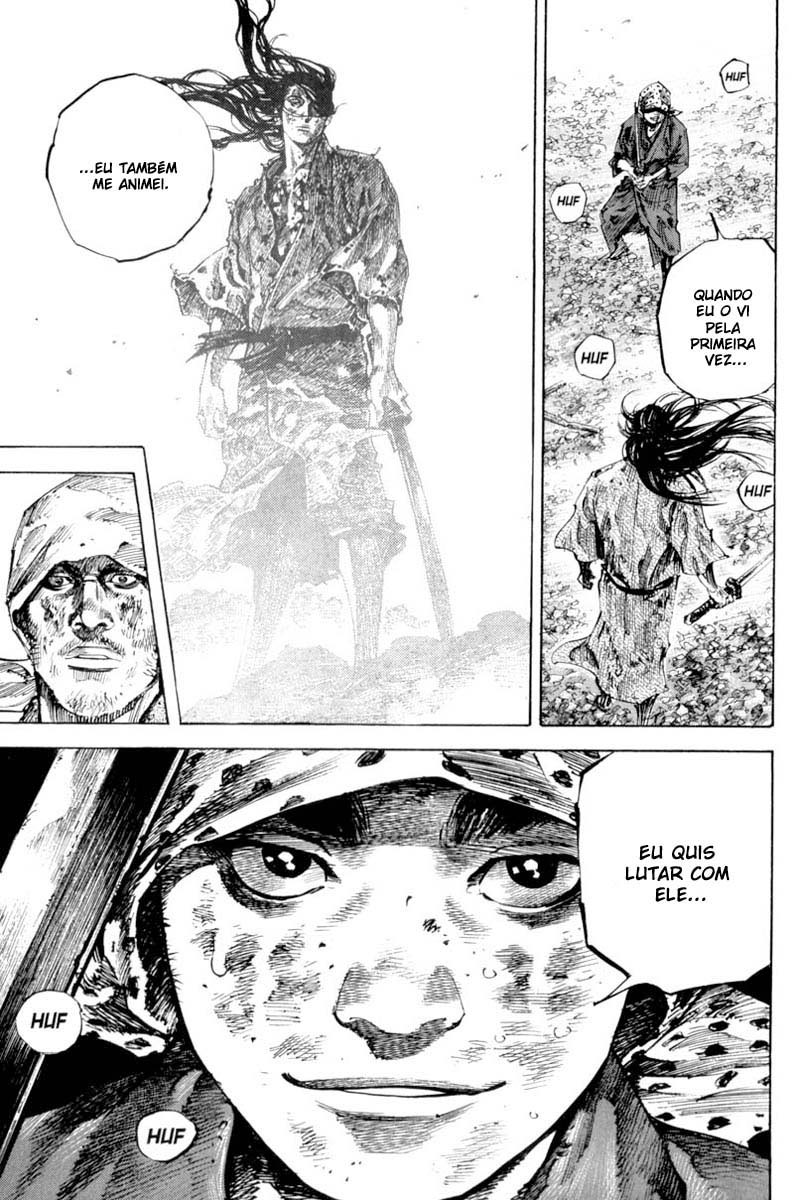 HUF
HUF
QUANDO
EU O VI
PELA
PRIMEIRA
VEZ...
HUF
HUF
...EU TAMBÉM
ME ANIMEI.
EU QUIS
LUTAR COM
ELE...
HUF
HUF